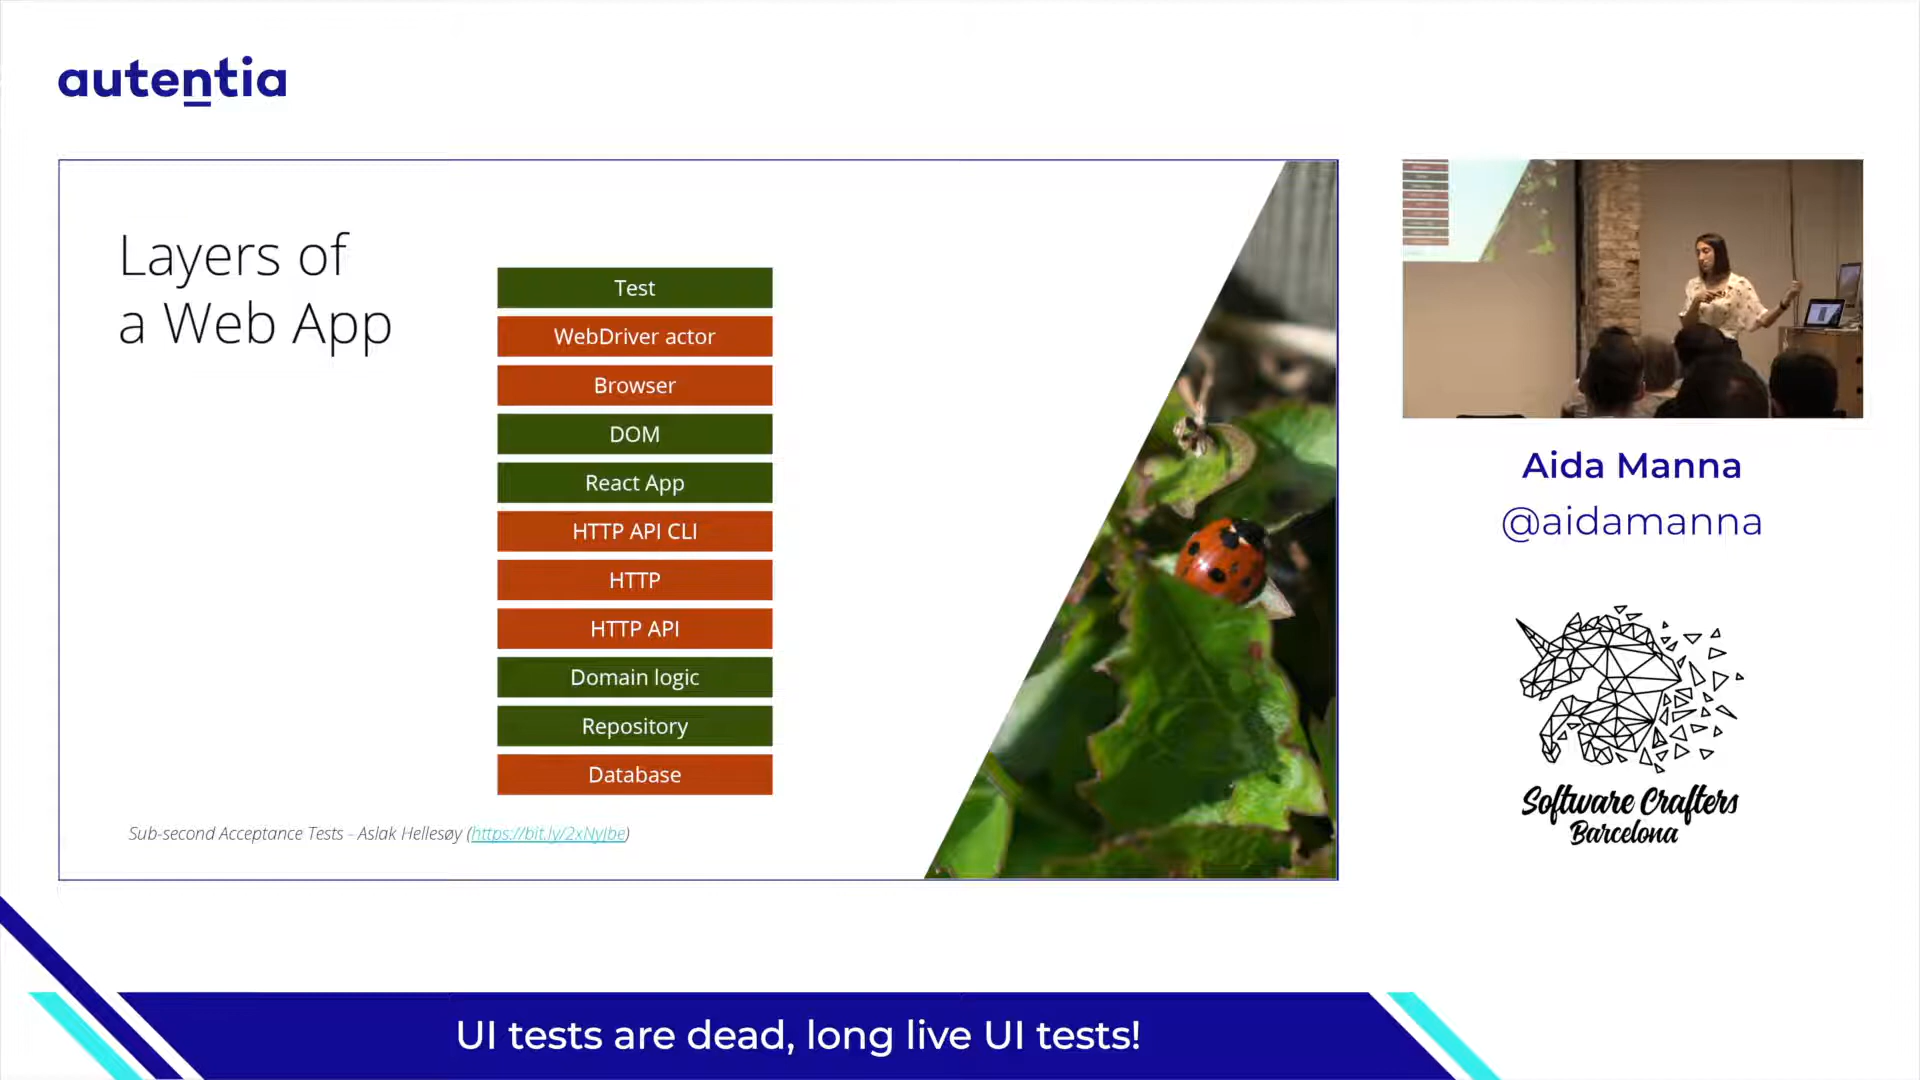 autentia
Layers of
a Web App
Test
WebDriver actor
Browser
DOM
React App
HTTP API CLI
HTTP
HTTP API
Domain logic
Repository
Database
Sub-second Acceptance Tests - Aslak Hellesøy (https://bit.ly/2xNyJbe)
Aida Manna
@aidamanna
Software Crafters
Barcelona
UI tests are dead, long live UI tests!